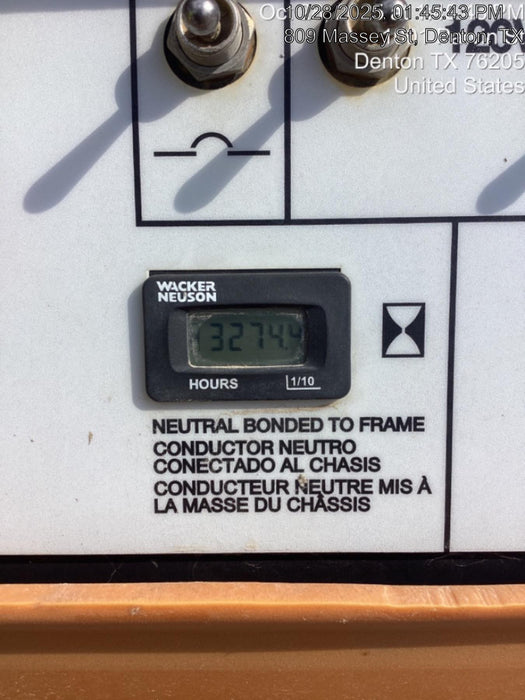 Oc10/28/2025, 01:45:43 PM M
809 Massey St, Denton TX
Denton TX 76205
United States
WACKER
NEUSON
3274.4
HOURS
1/10
NEUTRAL BONDED TO FRAME
CONDUCTOR NEUTRO
CONECTADO AL CHASIS
CONDUCTEUR NEUTRE MIS À
LA MASSE DU CHÂSSIS